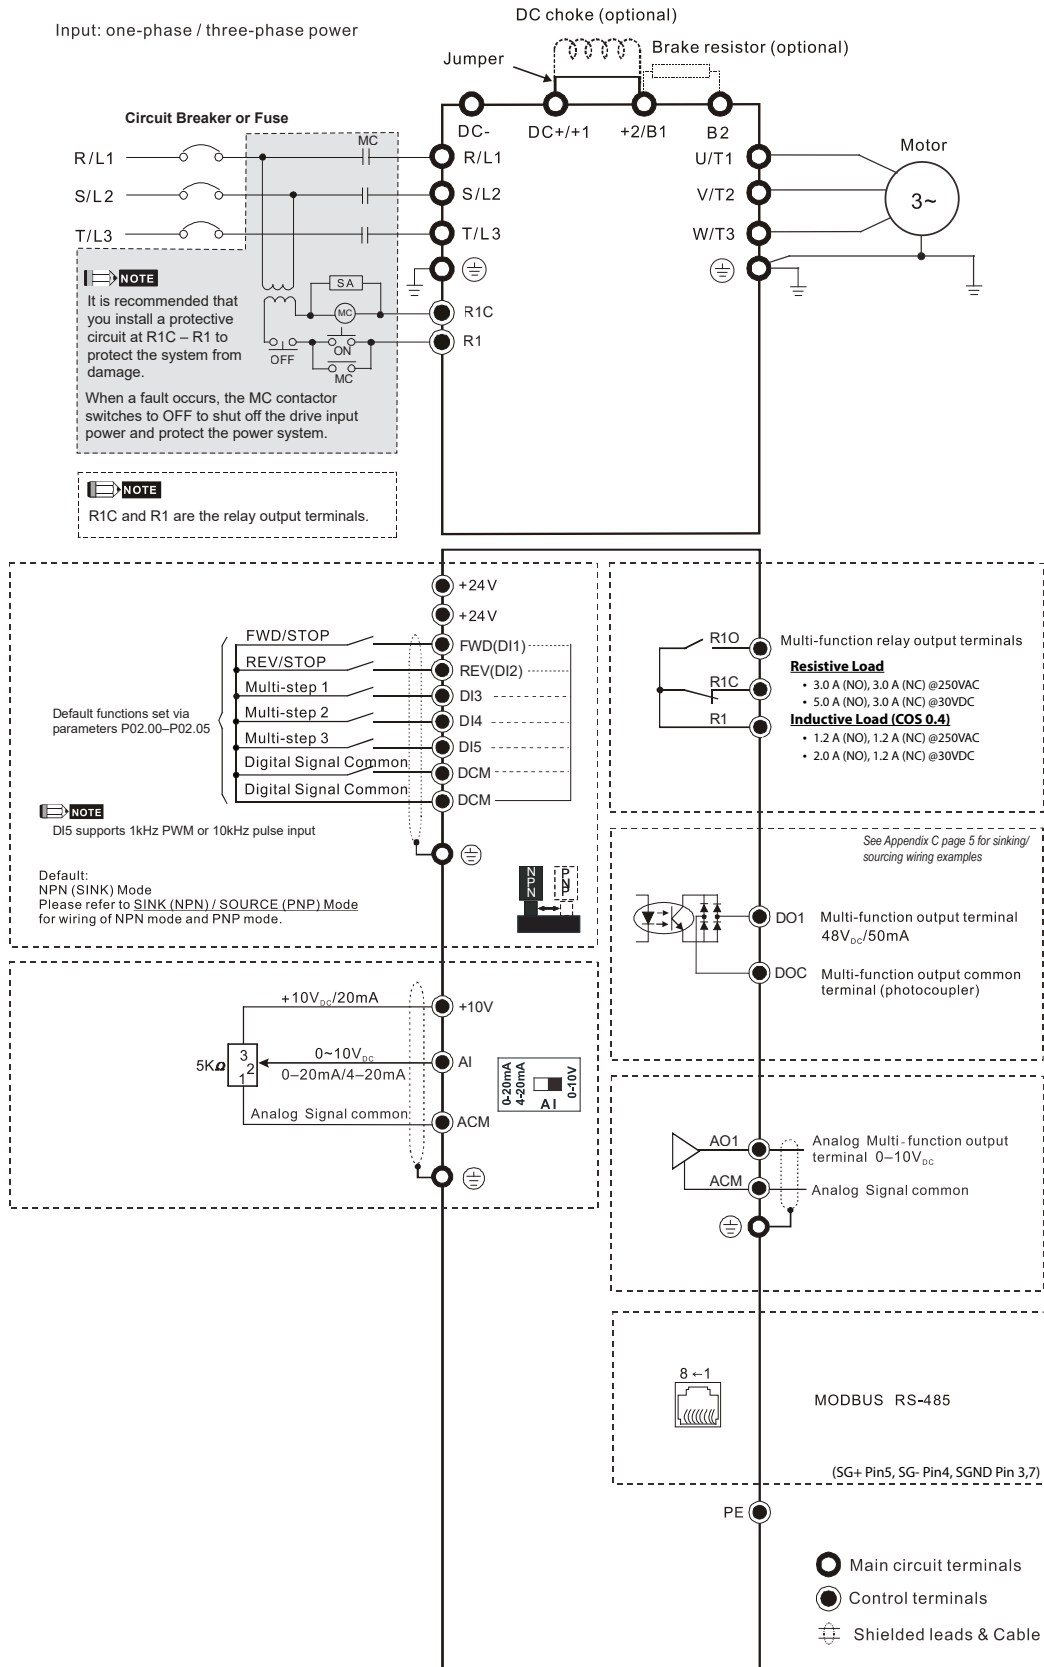 Input: one-phase / three-phase power
DC choke (optional)
Jumper
Brake resistor (optional)
Circuit Breaker or Fuse
DC-
DC+/+1
+2/B1
B2
MC
R/L1
R/L1
U/T1
Motor
S/L2
S/L2
V/T2
3~
T/L3
T/L3
W/T3
NOTE
It is recommended that
you install a protective
circuit at R1C – R1 to
protect the system from
damage.
When a fault occurs, the MC contactor
switches to OFF to shut off the drive input
power and protect the power system.
SA
MC
R1C
R1
OFF
ON
MC
NOTE
R1C and R1 are the relay output terminals.
+24V
+24V
FWD/STOP
FWD(DI1)
REV/STOP
REV(DI2)
Multi-step 1
DI3
Multi-step 2
DI4
Multi-step 3
DI5
Digital Signal Common
DCM
Digital Signal Common
DCM
Default functions set via
parameters P02.00–P02.05
NOTE
DI5 supports 1kHz PWM or 10kHz pulse input
Default:
NPN (SINK) Mode
Please refer to SINK (NPN) / SOURCE (PNP) Mode
for wiring of NPN mode and PNP mode.
NPN
PNP
R1O
R1C
R1
Multi-function relay output terminals
Resistive Load
• 3.0 A (NO), 3.0 A (NC) @250VAC
• 5.0 A (NO), 3.0 A (NC) @30VDC
Inductive Load (COS 0.4)
• 1.2 A (NO), 1.2 A (NC) @250VAC
• 2.0 A (NO), 1.2 A (NC) @30VDC
See Appendix C page 5 for sinking/
sourcing wiring examples
DO1
Multi-function output terminal
48VDC/50mA
DOC
Multi-function output common
terminal (photocoupler)
+10VDC/20mA
+10V
5KΩ
3
2
1
0~10VDC
0–20mA/4–20mA
AI
Analog Signal common
ACM
0-20mA
4-20mA
0-10V
AI
AO1
Analog Multi-function output
terminal 0–10VDC
ACM
Analog Signal common
8←1
MODBUS RS-485
(SG+ Pin5, SG- Pin4, SGND Pin 3,7)
PE
Main circuit terminals
Control terminals
Shielded leads & Cable